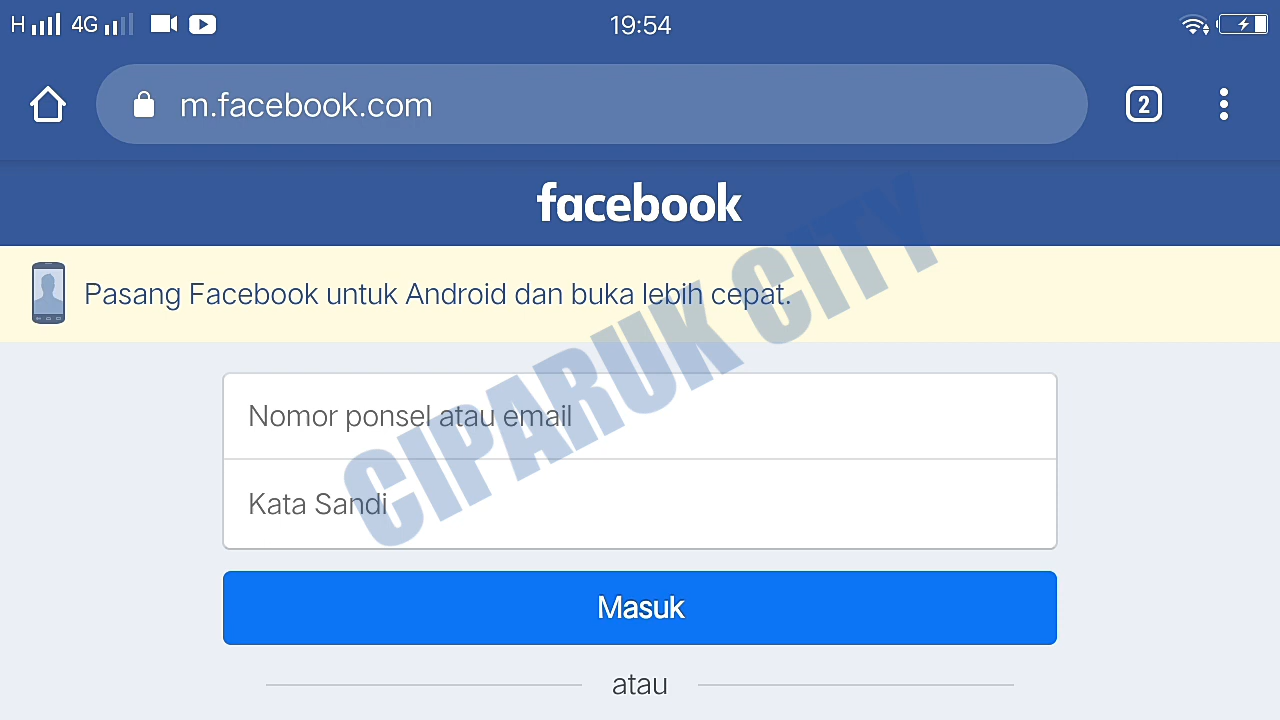 H 4G 19:54
m.facebook.com 2
facebook
Pasang Facebook untuk Android dan buka lebih cepat.
Nomor ponsel atau email
Kata Sandi
CIPARUK CITY
Masuk
atau